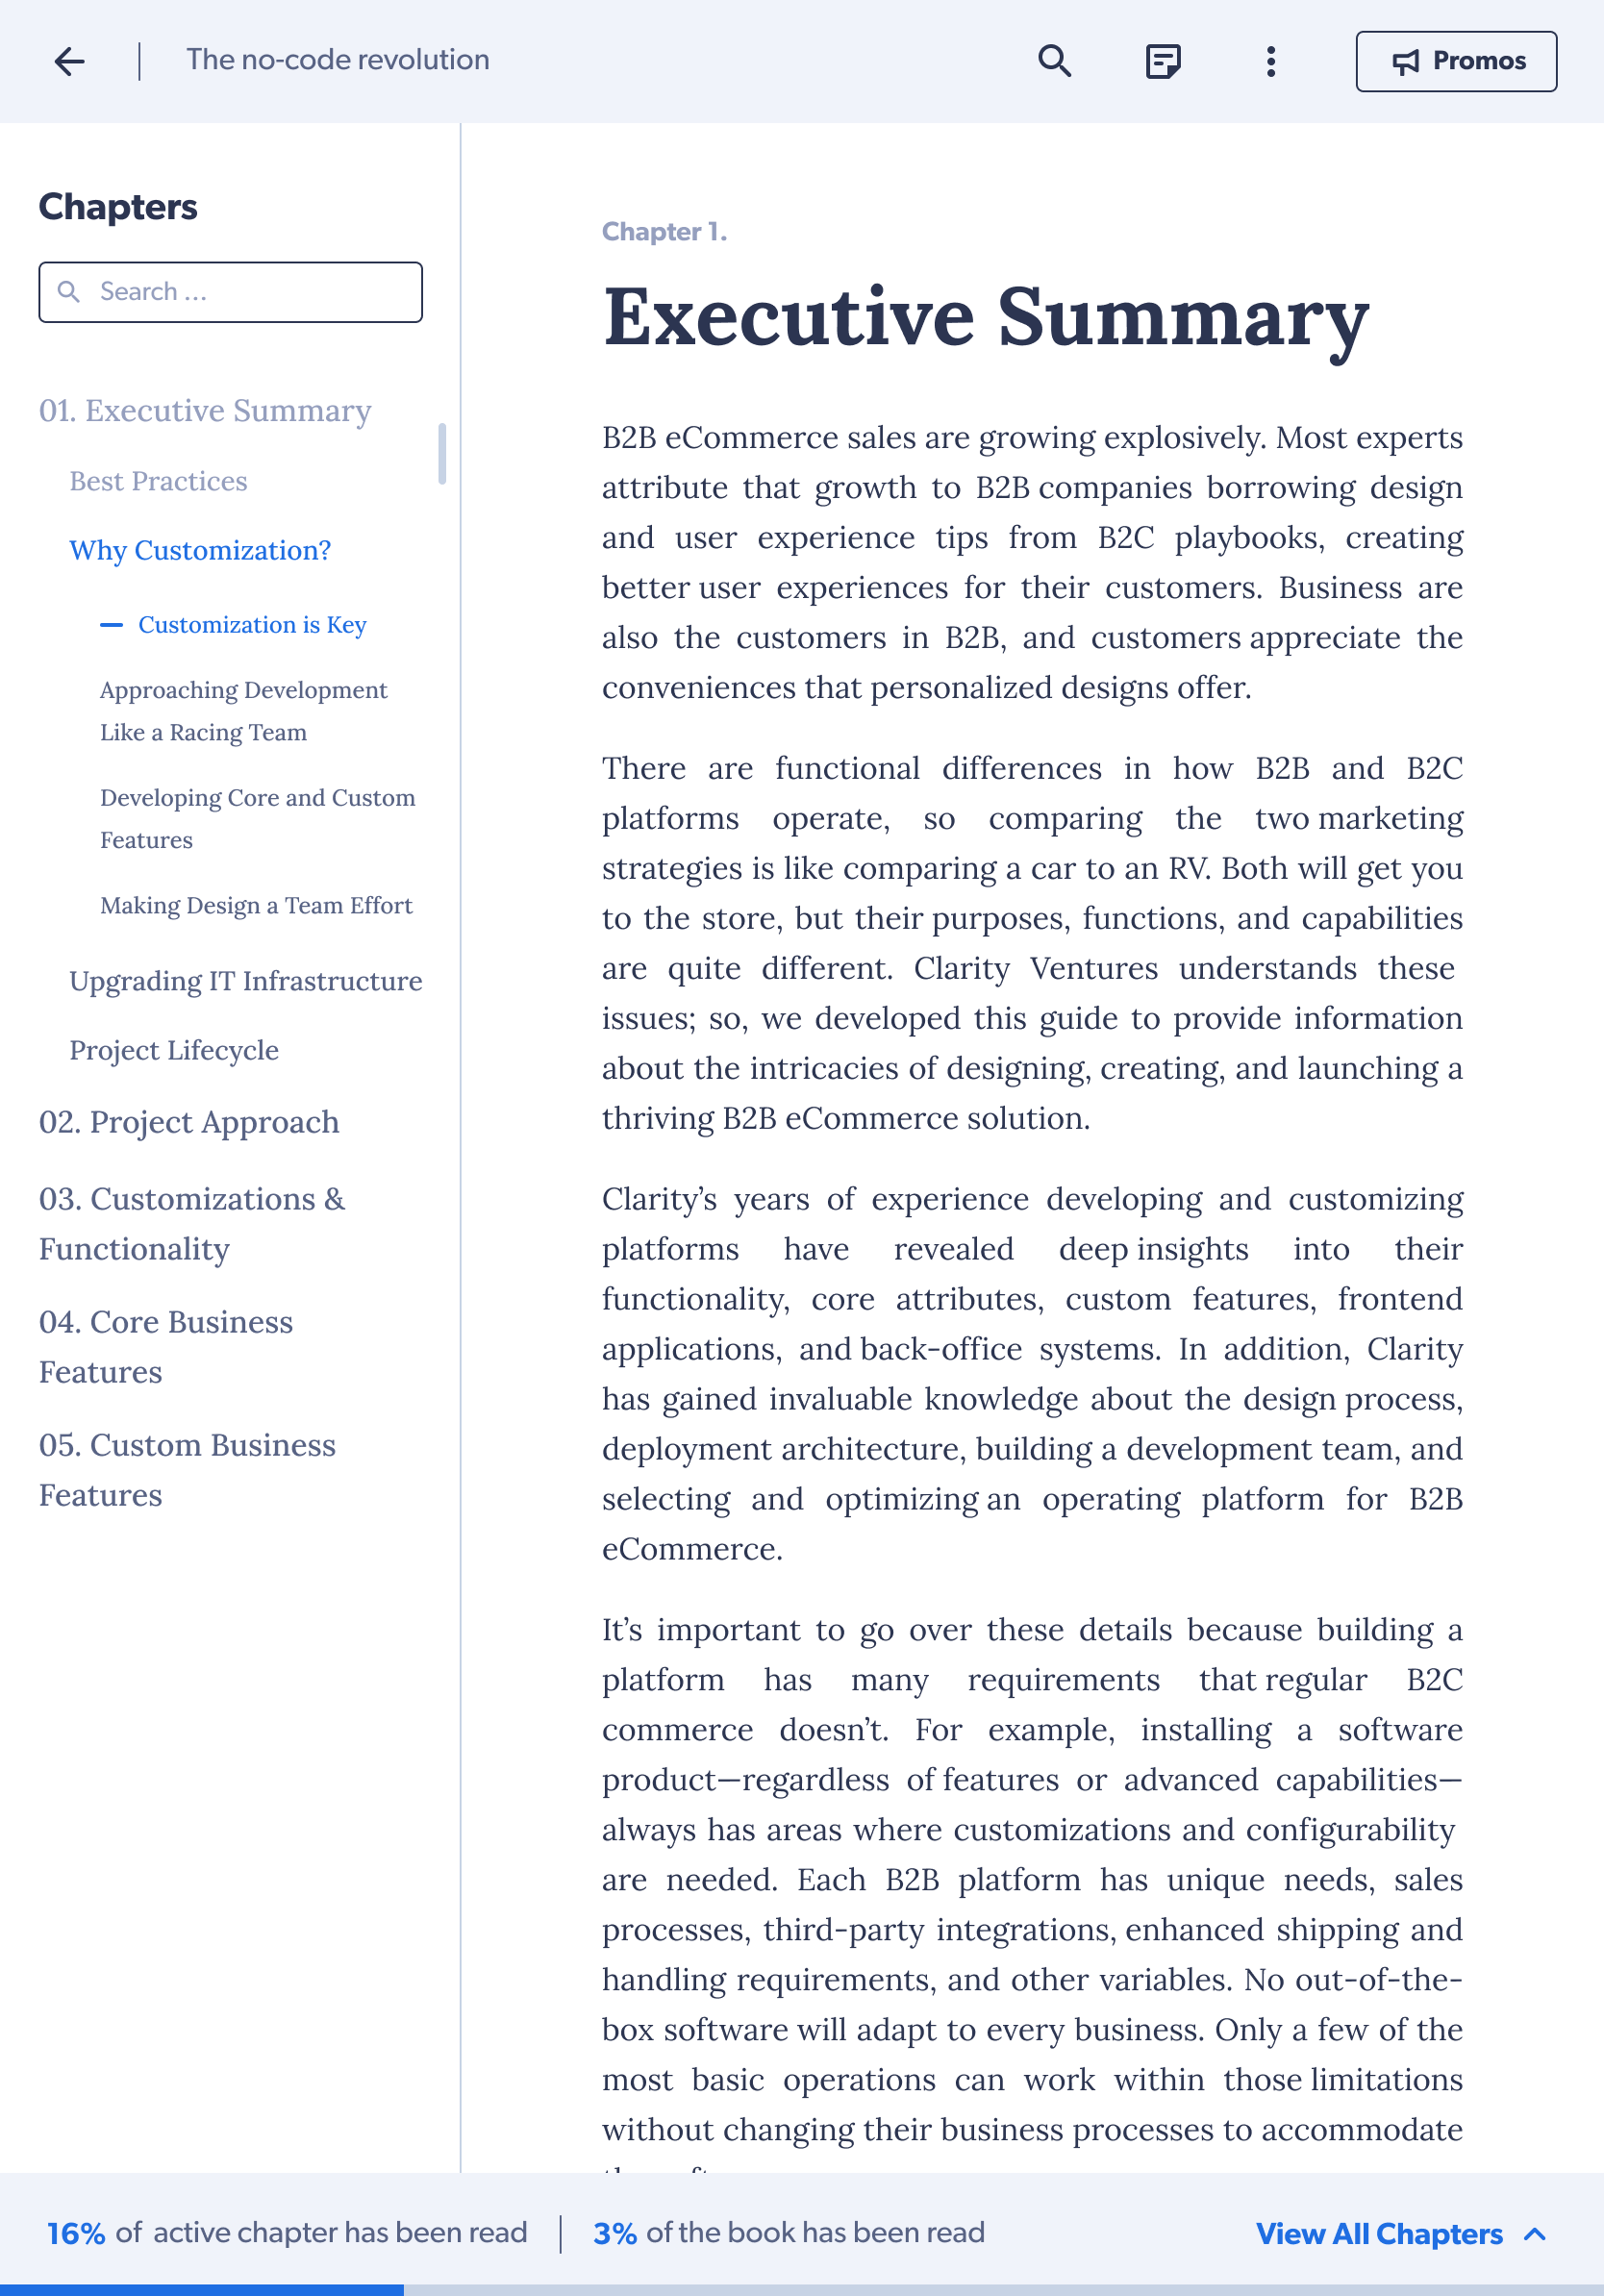 The no-code revolution
Promos
Chapters
Search ...
01. Executive Summary
Best Practices
Why Customization?
Customization is Key
Approaching Development
Like a Racing Team
Developing Core and Custom
Features
Making Design a Team Effort
Upgrading IT Infrastructure
Project Lifecycle
02. Project Approach
03. Customizations &
Functionality
04. Core Business
Features
05. Custom Business
Features
Chapter 1.
Executive Summary
B2B eCommerce sales are growing explosively. Most experts
attribute that growth to B2B companies borrowing design
and user experience tips from B2C playbooks, creating
better user experiences for their customers. Business are
also the customers in B2B, and customers appreciate the
conveniences that personalized designs offer.
There are functional differences in how B2B and B2C
platforms operate, so comparing the two marketing
strategies is like comparing a car to an RV. Both will get you
to the store, but their purposes, functions, and capabilities
are quite different. Clarity Ventures understands these
issues; so, we developed this guide to provide information
about the intricacies of designing, creating, and launching a
thriving B2B eCommerce solution.
Clarity’s years of experience developing and customizing
platforms have revealed deep insights into their
functionality, core attributes, custom features, frontend
applications, and back-office systems. In addition, Clarity
has gained invaluable knowledge about the design process,
deployment architecture, building a development team, and
selecting and optimizing an operating platform for B2B
eCommerce.
It’s important to go over these details because building a
platform has many requirements that regular B2C
commerce doesn’t. For example, installing a software
product—regardless of features or advanced capabilities—
always has areas where customizations and configurability
are needed. Each B2B platform has unique needs, sales
processes, third-party integrations, enhanced shipping and
handling requirements, and other variables. No out-of-the-
box software will adapt to every business. Only a few of the
most basic operations can work within those limitations
without changing their business processes to accommodate
16% of active chapter has been read
3% of the book has been read
View All Chapters